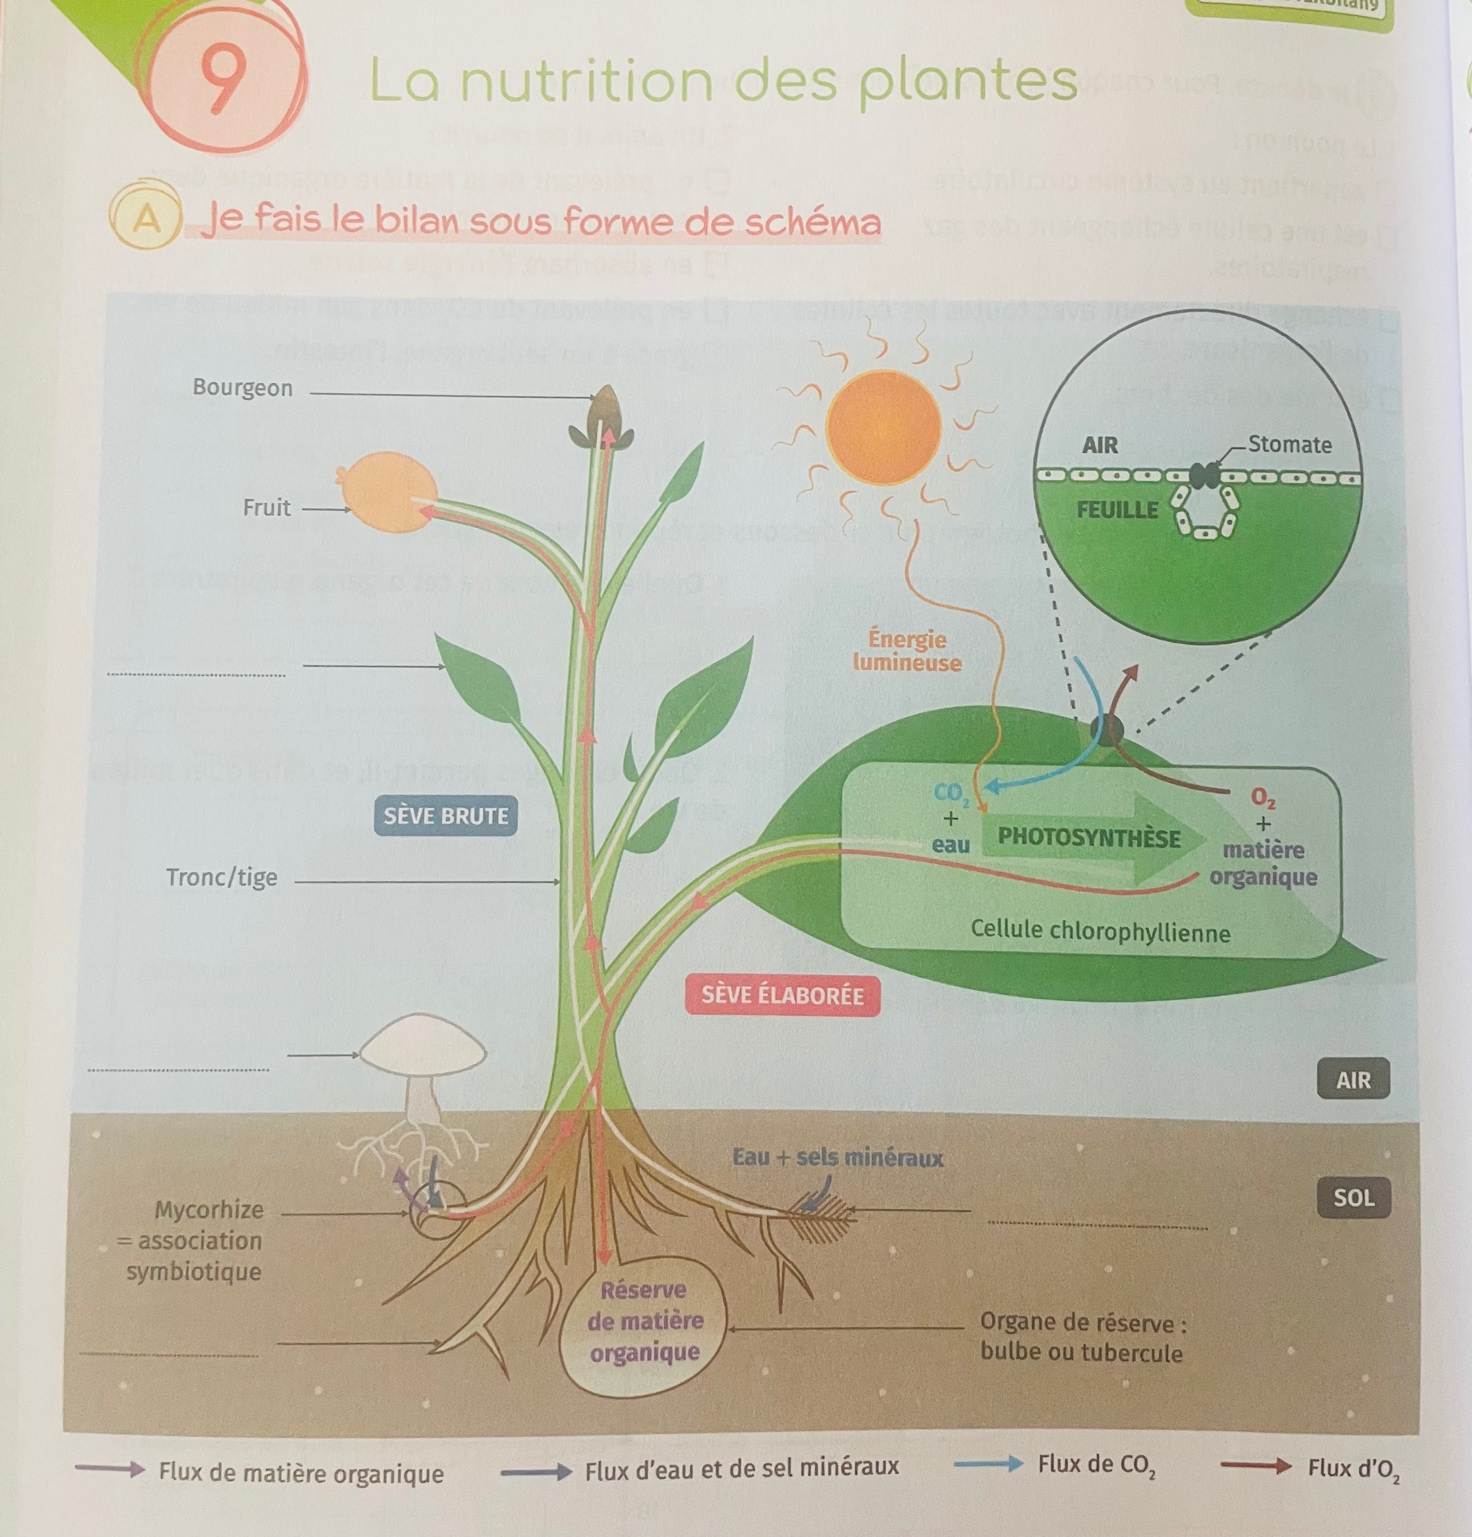 9
La nutrition des plantes
A Je fais le bilan sous forme de schéma
Bourgeon
Fruit
AIR
Stomate
FEUILLE
Énergie
lumineuse
SÈVE BRUTE
CO₂
+
eau
PHOTOSYNTHÈSE
O₂
+
matière
organique
Cellule chlorophyllienne
Tronc/tige
SÈVE ÉLABORÉE
AIR
Eau + sels minéraux
SOL
Mycorhize
= association
symbiotique
Réserve
de matière
organique
Organe de réserve :
bulbe ou tubercule
Flux de matière organique
Flux d'eau et de sel minéraux
Flux de CO₂
Flux d'O₂